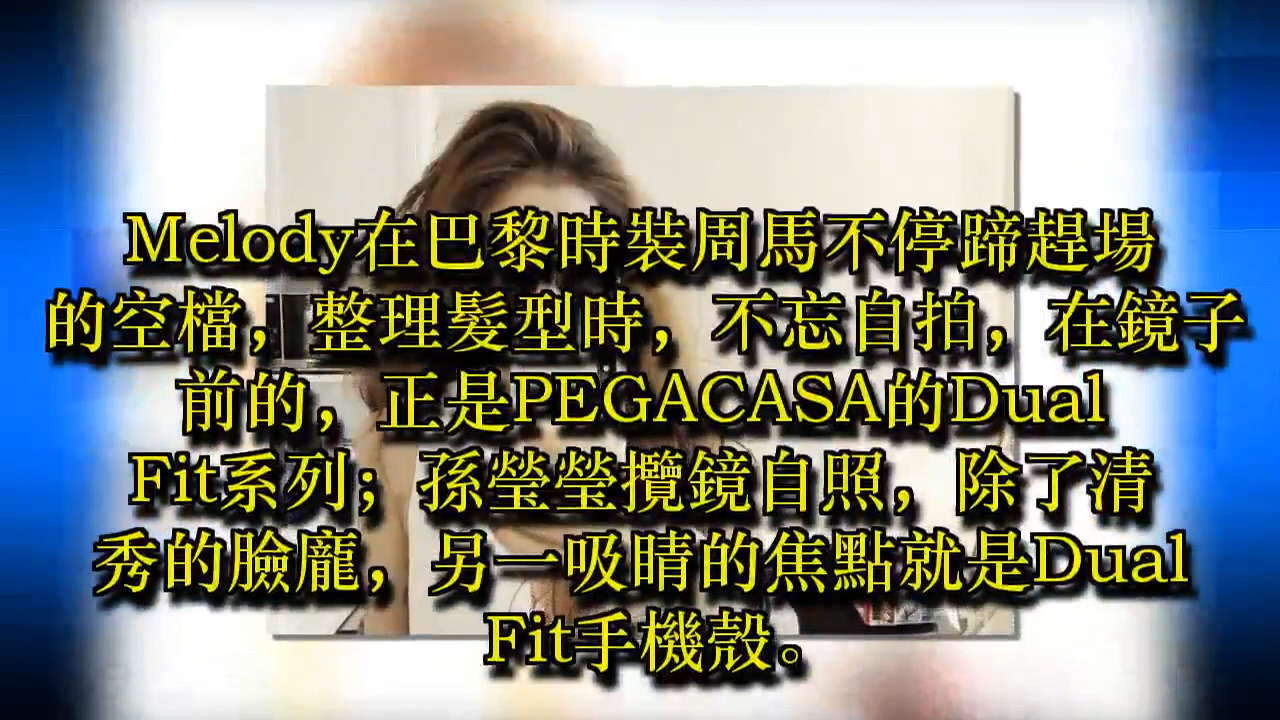 Melody在巴黎時裝周馬不停蹄趕場
的空檔，整理髮型時，不忘自拍，在鏡子
前的，正是PEGACASA的Dual
Fit系列；孫瑩瑩攬鏡自照，除了清
秀的臉龐，另一吸睛的焦點就是Dual
Fit手機殼。